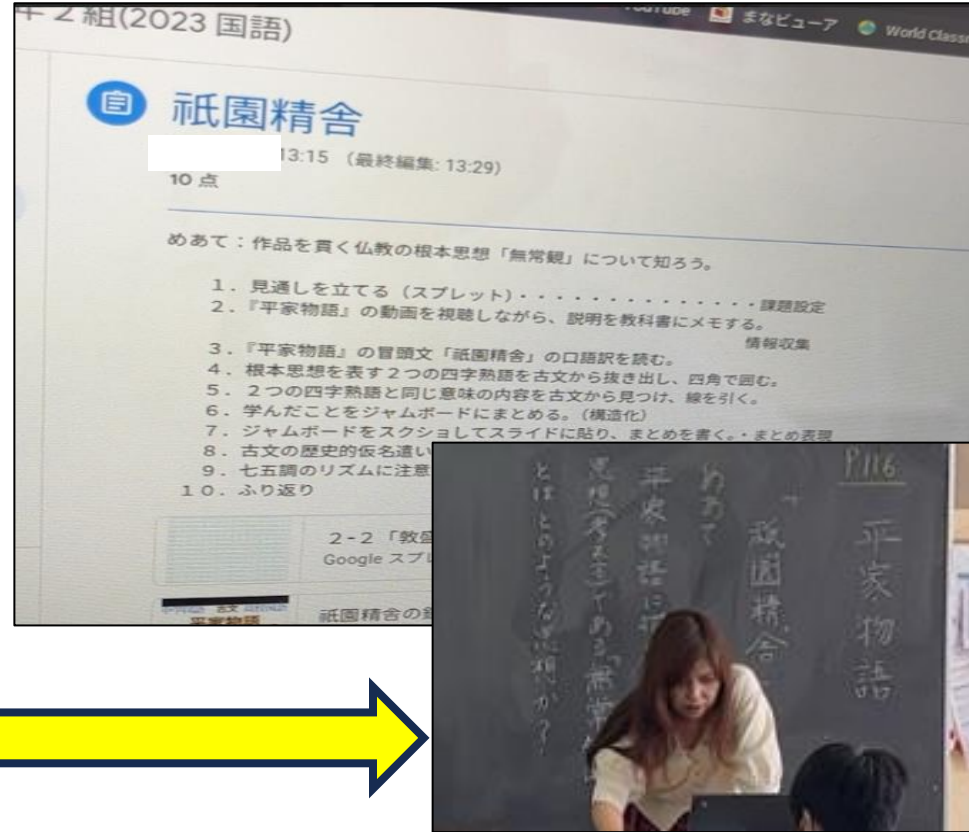 YouTube まなビューア World Classr
年2組(2023 国語)
祇園精舎
13:15 (最終編集: 13:29)
10 点
めあて：作品を貫く仏教の根本思想「無常観」について知ろう。
1．見通しを立てる（スプレット）・・・・・・・・・・・・・・・課題設定
2．『平家物語』の動画を視聴しながら、説明を教科書にメモする。
情報収集
3．『平家物語』の冒頭文「祇園精舎」の口語訳を読む。
4．根本思想を表す２つの四字熟語を古文から抜き出し、四角で囲む。
5．２つの四字熟語と同じ意味の内容を古文から見つけ、線を引く。
6．学んだことをジャムボードにまとめる。（構造化）
7．ジャムボードをスクショしてスライドに貼り、まとめを書く。・まとめ表現
8．古文の歴史的仮名遣い
9．七五調のリズムに注意
10．ふり返り
2-2「敦盛
Google スプレ
古文
平家物語
祇園精舎の
P.116
平家物語
祇園精舎
めあて
平家物語に
思想(考え方)である「無常
とはどのような思想か？